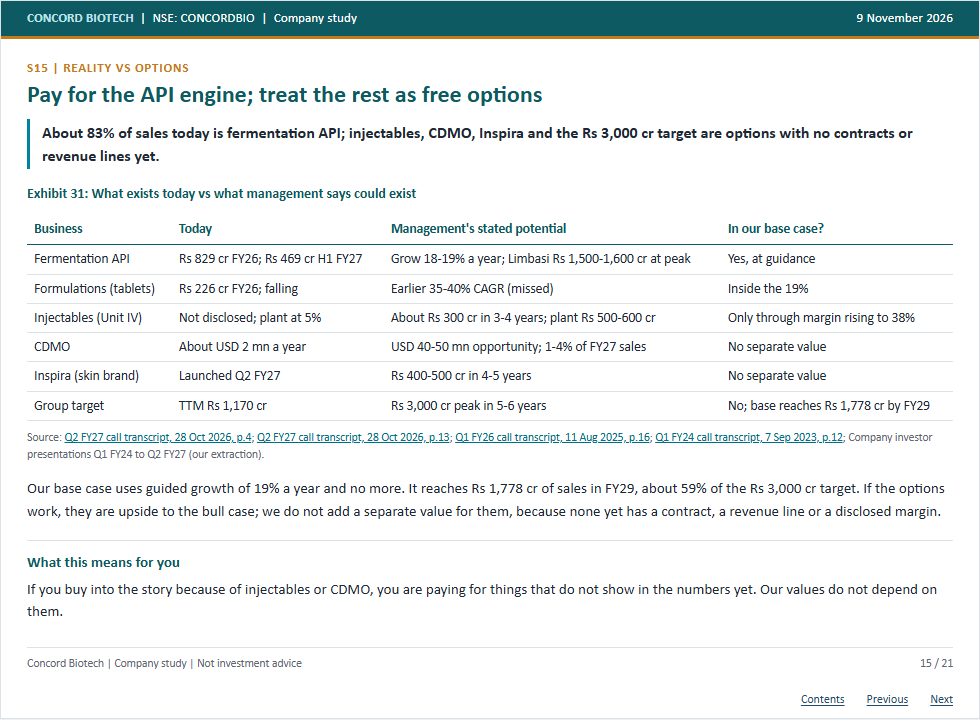 CONCORD BIOTECH | NSE: CONCORDBIO | Company study 9 November 2026
S15 | REALITY VS OPTIONS
Pay for the API engine; treat the rest as free options
About 83% of sales today is fermentation API; injectables, CDMO, Inspira and the Rs 3,000 cr target are options with no contracts or
revenue lines yet.
Exhibit 31: What exists today vs what management says could exist
Business Today Management's stated potential In our base case?
Fermentation API Rs 829 cr FY26; Rs 469 cr H1 FY27 Grow 18-19% a year; Limbasi Rs 1,500-1,600 cr at peak Yes, at guidance
Formulations (tablets) Rs 226 cr FY26; falling Earlier 35-40% CAGR (missed) Inside the 19%
Injectables (Unit IV) Not disclosed; plant at 5% About Rs 300 cr in 3-4 years; plant Rs 500-600 cr Only through margin rising to 38%
CDMO About USD 2 mn a year USD 40-50 mn opportunity; 1-4% of FY27 sales No separate value
Inspira (skin brand) Launched Q2 FY27 Rs 400-500 cr in 4-5 years No separate value
Group target TTM Rs 1,170 cr Rs 3,000 cr peak in 5-6 years No; base reaches Rs 1,778 cr by FY29
Source: Q2 FY27 call transcript, 28 Oct 2026, p.4; Q2 FY27 call transcript, 28 Oct 2026, p.13; Q1 FY26 call transcript, 11 Aug 2025, p.16; Q1 FY24 call transcript, 7 Sep 2023, p.12; Company investor
presentations Q1 FY24 to Q2 FY27 (our extraction).
Our base case uses guided growth of 19% a year and no more. It reaches Rs 1,778 cr of sales in FY29, about 59% of the Rs 3,000 cr target. If the options
work, they are upside to the bull case; we do not add a separate value for them, because none yet has a contract, a revenue line or a disclosed margin.
What this means for you
If you buy into the story because of injectables or CDMO, you are paying for things that do not show in the numbers yet. Our values do not depend on
them.
Concord Biotech | Company study | Not investment advice 15 / 21
Contents Previous Next